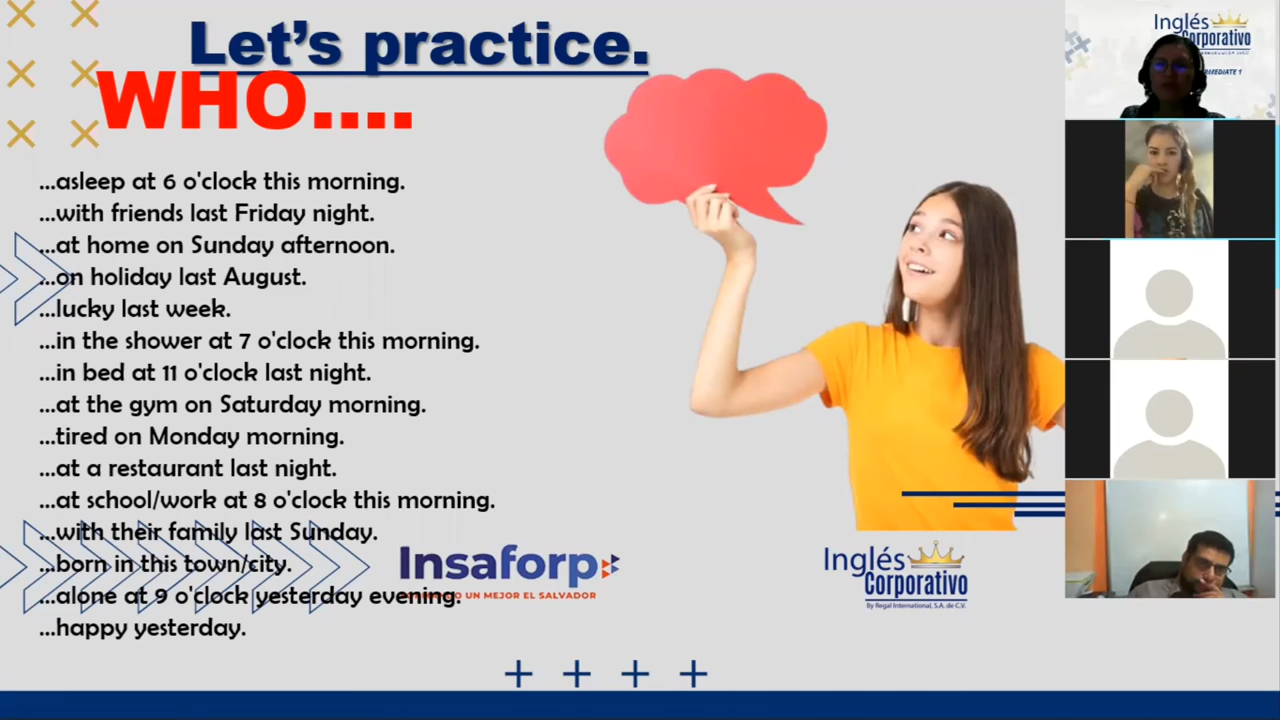 Let's practice.
WHO....
...asleep at 6 o'clock this morning.
...with friends last Friday night.
...at home on Sunday afternoon.
...on holiday last August.
...lucky last week.
...in the shower at 7 o'clock this morning.
...in bed at 11 o'clock last night.
...at the gym on Saturday morning.
...tired on Monday morning.
...at a restaurant last night.
...at school/work at 8 o'clock this morning.
...with their family last Sunday.
...born in this town/city.
...alone at 9 o'clock yesterday evening.
...happy yesterday.
Insaforp
UN MEJOR EL SALVADOR
Inglés
Corporativo
By Regal International, S.A. de C.V.
Inglés
Corporativo
MEDIATE 1